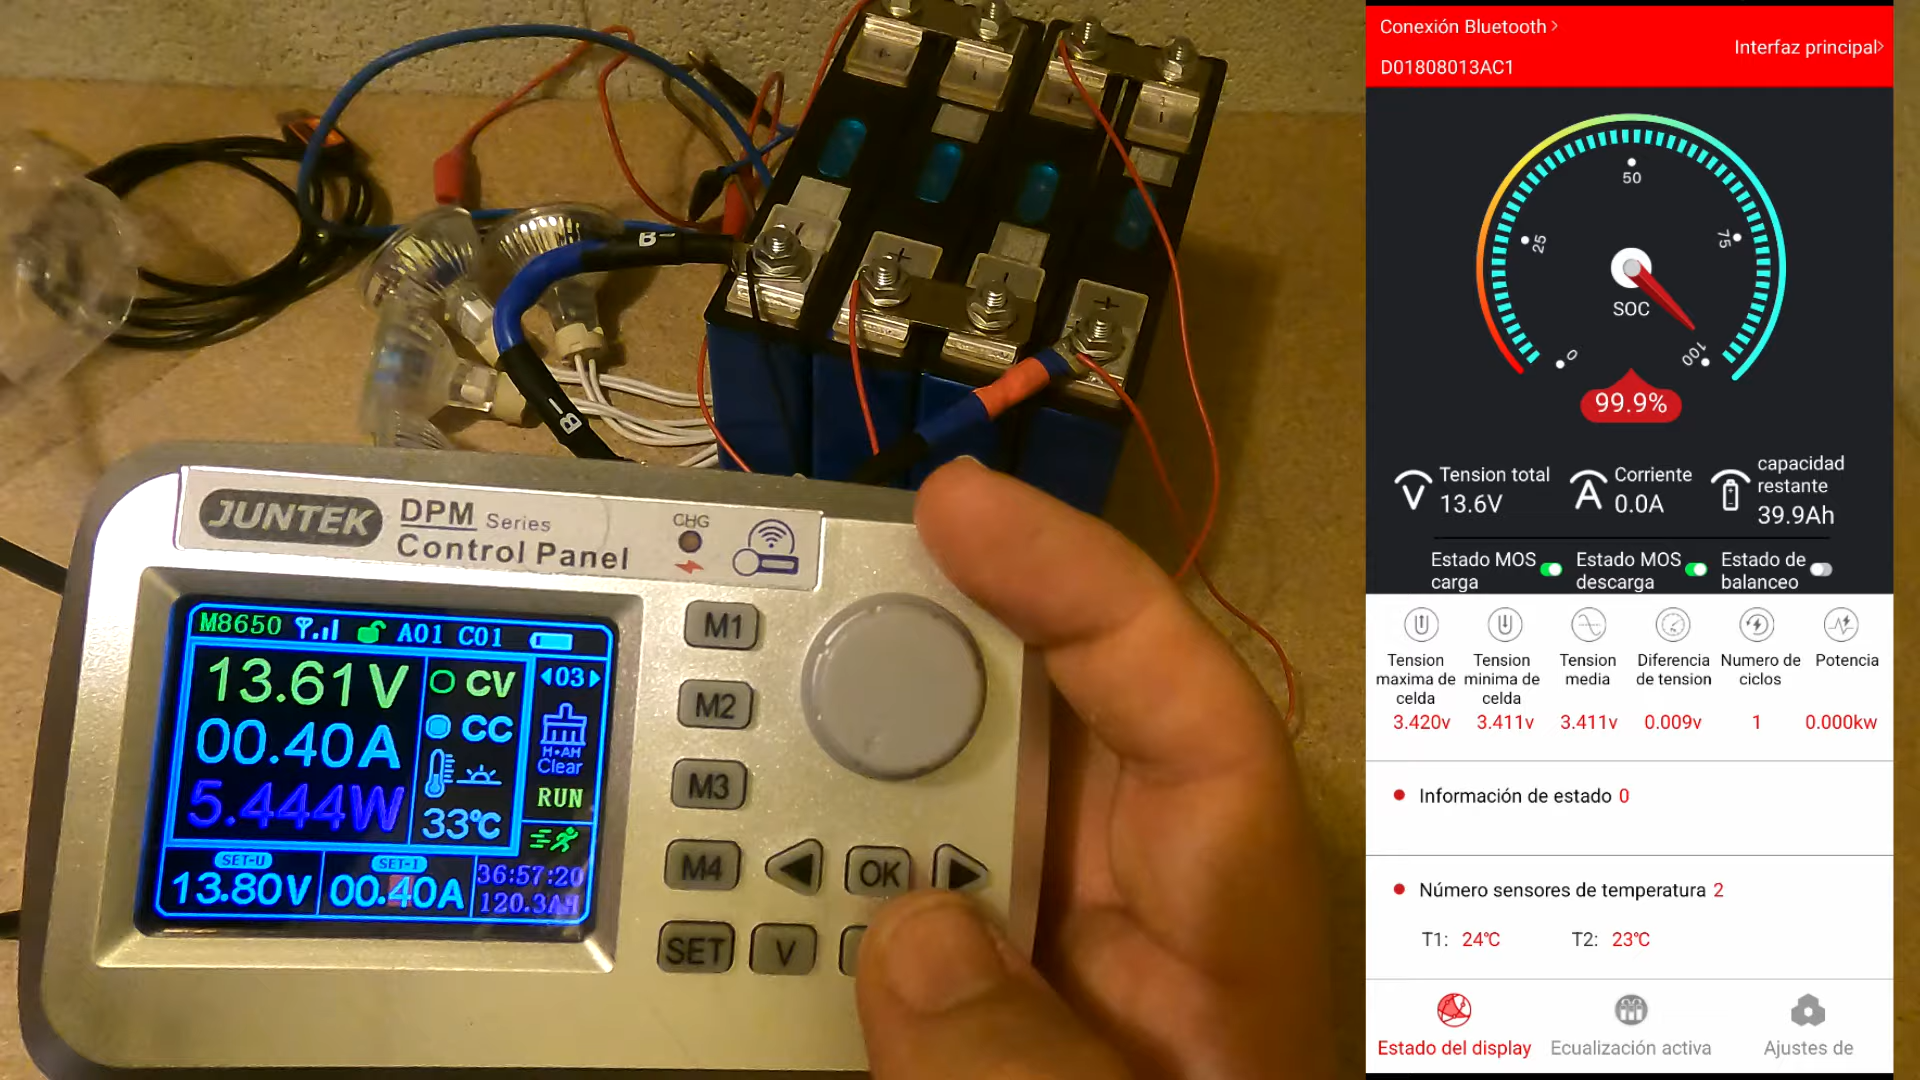 B-
B-
JUNTEK
DPM Series
Control Panel
CHG
M8650 A01 C01
13.61V
00.40A
5.444W
CV
CC
33℃
03
H·AH
Clear
RUN
SET-U
13.80V
SET-I
00.40A
36:57:20
120.3AH
M1
M2
M3
M4
OK
SET
V
Conexión Bluetooth
Interfaz principal
D01808013AC1
0
25
50
75
100
SOC
99.9%
Tension total
13.6V
Corriente
0.0A
capacidad
restante
39.9Ah
Estado MOS
carga
Estado MOS
descarga
Estado de
balanceo
Tension
maxima de
celda
3.420v
Tension
minima de
celda
3.411v
Tension
media
3.411v
Diferencia
de tension
0.009v
Numero de
ciclos
1
Potencia
0.000kw
Información de estado 0
Número sensores de temperatura 2
T1: 24℃ T2: 23℃
Estado del display
Ecualización activa
Ajustes de